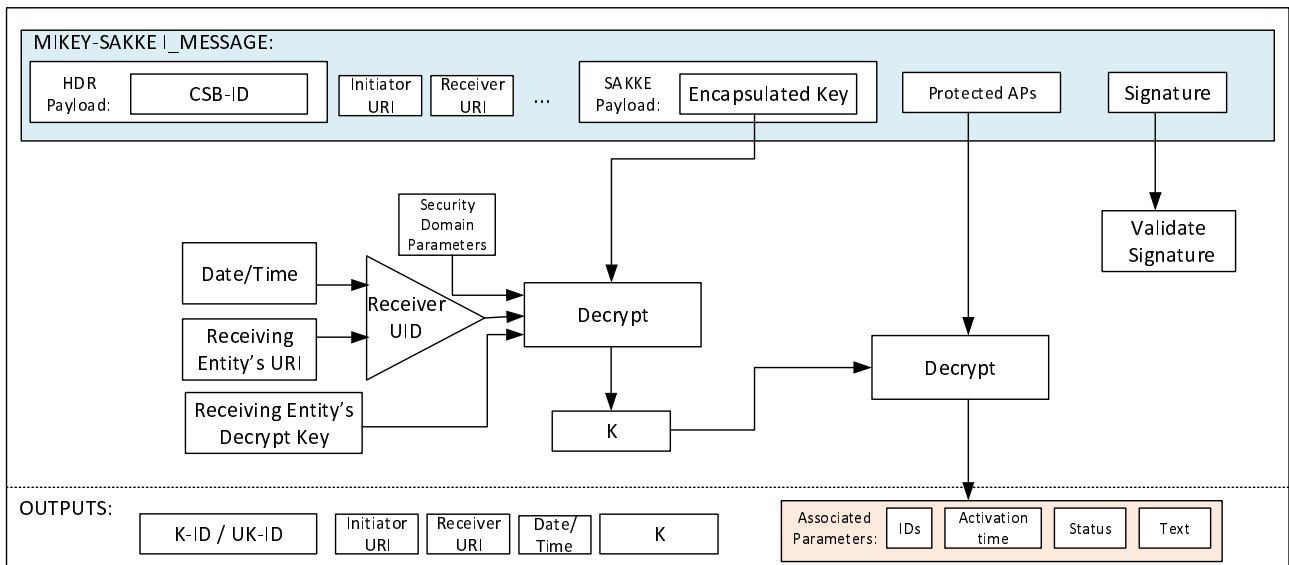 MIKEY-SAKKE I_MESSAGE:
HDR
Payload:
CSB-ID
Initiator
URI
Receiver
URI
...
SAKKE
Payload:
Encapsulated Key
Protected APs
Signature
Security
Domain
Parameters
Validate
Signature
Date/Time
Receiver
UID
Decrypt
Receiving
Entity’s URI
Decrypt
Receiving Entity’s
Decrypt Key
K
OUTPUTS:
K-ID / UK-ID
Initiator
URI
Receiver
URI
Date/
Time
K
Associated
Parameters:
IDs
Activation
time
Status
Text